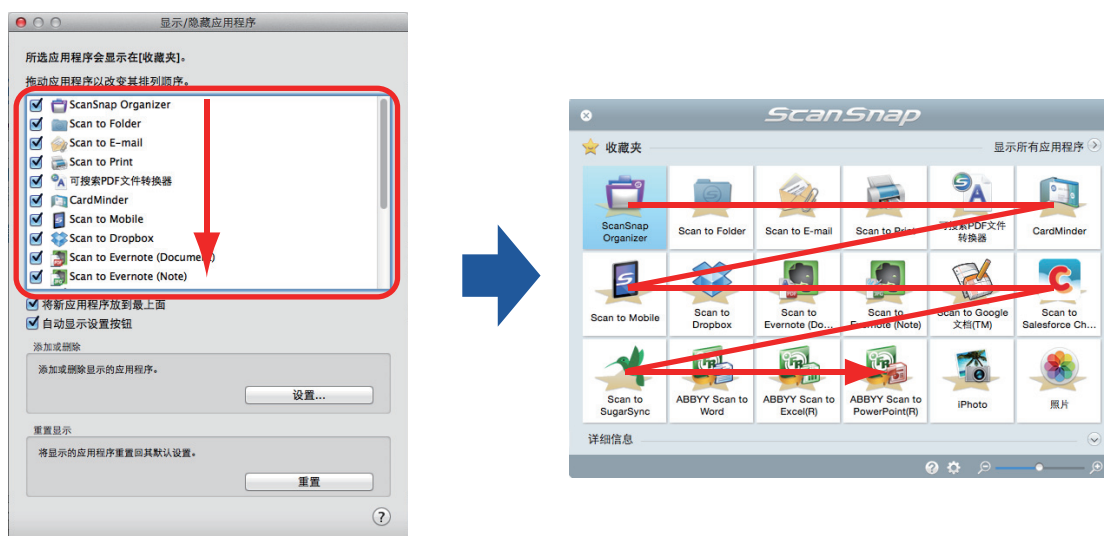 显示/隐藏应用程序
所选应用程序会显示在[收藏夹]。
拖动应用程序以改变其排列顺序。
ScanSnap Organizer
Scan to Folder
Scan to E-mail
Scan to Print
可搜索PDF文件转换器
CardMinder
Scan to Mobile
Scan to Dropbox
Scan to Evernote (Document)
Scan to Evernote (Note)
将新应用程序放到最上面
自动显示设置按钮
添加或删除
添加或删除显示的应用程序。
设置...
重置显示
将显示的应用程序重置回其默认设置。
重置
?
ScanSnap
收藏夹
显示所有应用程序
ScanSnap
Organizer
Scan to Folder
Scan to E-mail
Scan to Print
可搜索PDF文件
转换器
CardMinder
Scan to Mobile
Scan to
Dropbox
Scan to
Evernote (Do...
Scan to
Evernote (Note)
Scan to Google
文档(TM)
Scan to
Salesforce Ch...
Scan to
SugarSync
ABBYY Scan to
Word
ABBYY Scan to
Excel(R)
ABBYY Scan to
PowerPoint(R)
iPhoto
照片
详细信息
?